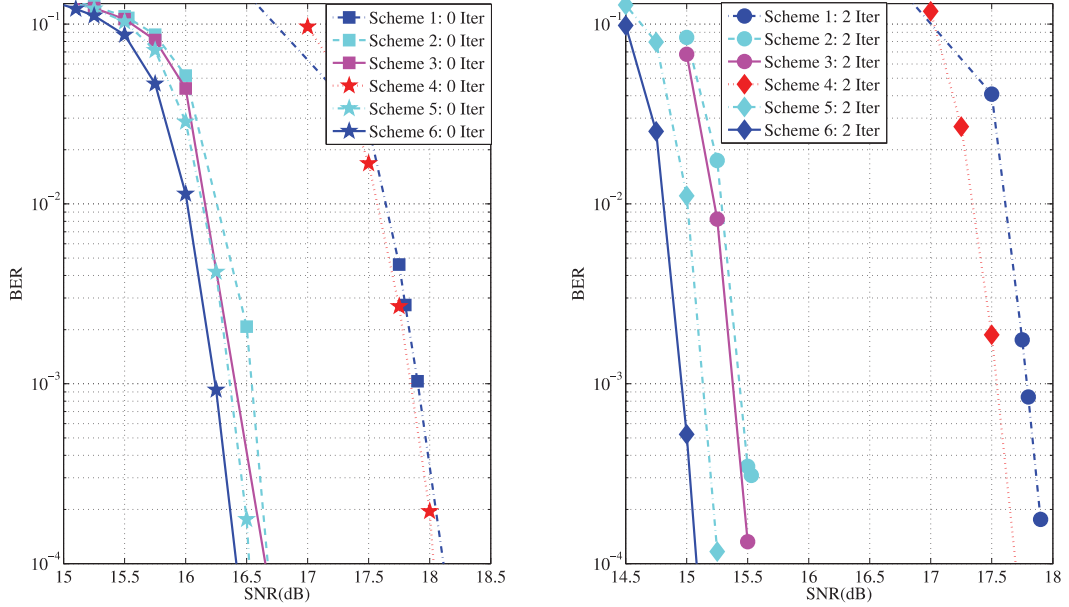 10^-1
10^-2
10^-3
10^-4
BER
15
15.5
16
16.5
17
17.5
18
18.5
SNR(dB)
Scheme 1: 0 Iter
Scheme 2: 0 Iter
Scheme 3: 0 Iter
Scheme 4: 0 Iter
Scheme 5: 0 Iter
Scheme 6: 0 Iter
10^-1
10^-2
10^-3
10^-4
BER
14.5
15
15.5
16
16.5
17
17.5
18
SNR(dB)
Scheme 1: 2 Iter
Scheme 2: 2 Iter
Scheme 3: 2 Iter
Scheme 4: 2 Iter
Scheme 5: 2 Iter
Scheme 6: 2 Iter